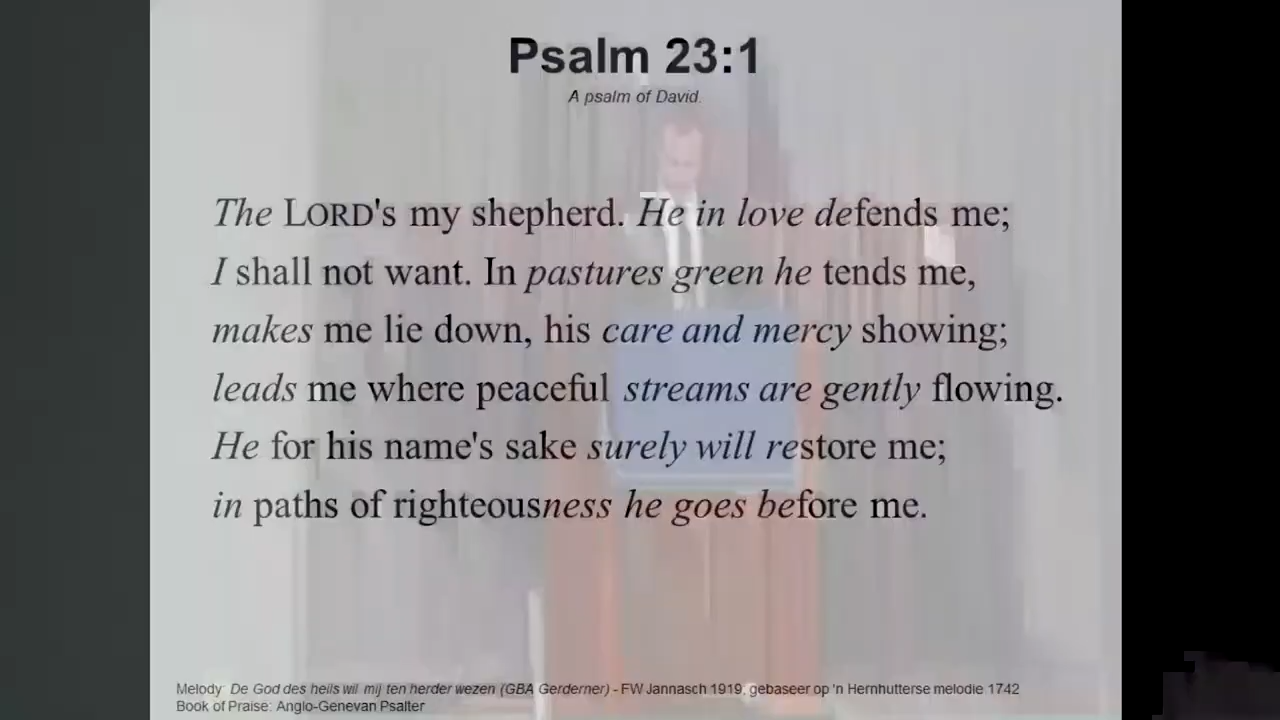 Psalm 23:1
A psalm of David.
The LORD's my shepherd. He in love defends me;
I shall not want. In pastures green he tends me,
makes me lie down, his care and mercy showing;
leads me where peaceful streams are gently flowing.
He for his name's sake surely will restore me;
in paths of righteousness he goes before me.
Melody: De God des heils wil mij ten herder wezen (GBA Gerderner) - FW Jannasch 1919, gebaseer op 'n Hernhutterse melodie 1742
Book of Praise: Anglo-Genevan Psalter